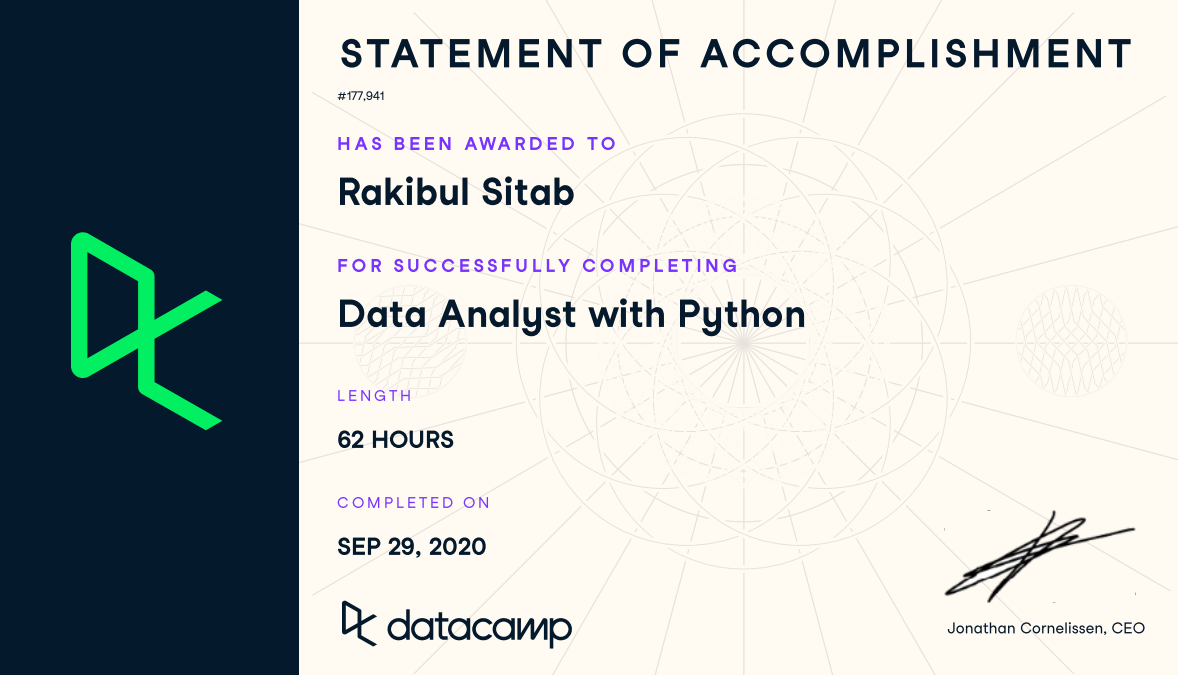 STATEMENT OF ACCOMPLISHMENT
#177,941
HAS BEEN AWARDED TO
Rakibul Sitab
FOR SUCCESSFULLY COMPLETING
Data Analyst with Python
LENGTH
62 HOURS
COMPLETED ON
SEP 29, 2020
datacamp
Jonathan Cornelissen, CEO